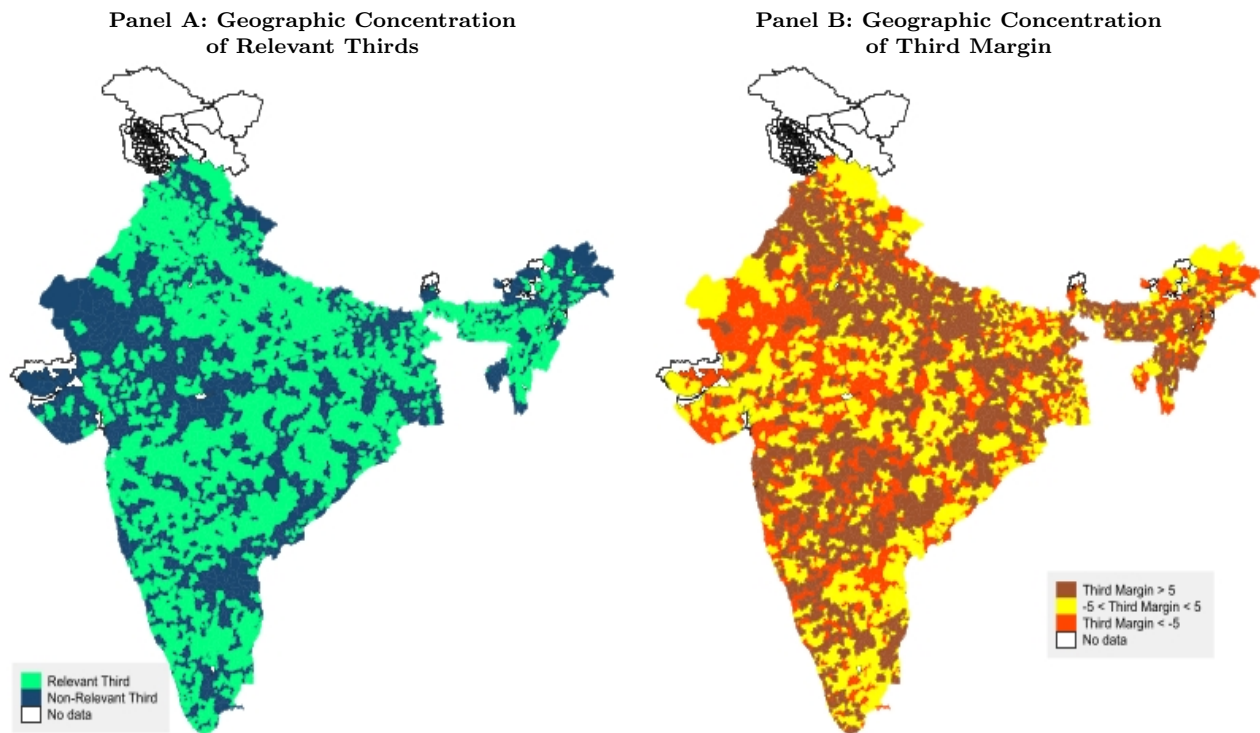 Panel A: Geographic Concentration
of Relevant Thirds
Panel B: Geographic Concentration
of Third Margin
Relevant Third
Non-Relevant Third
No data
Third Margin > 5
-5 < Third Margin < 5
Third Margin < -5
No data